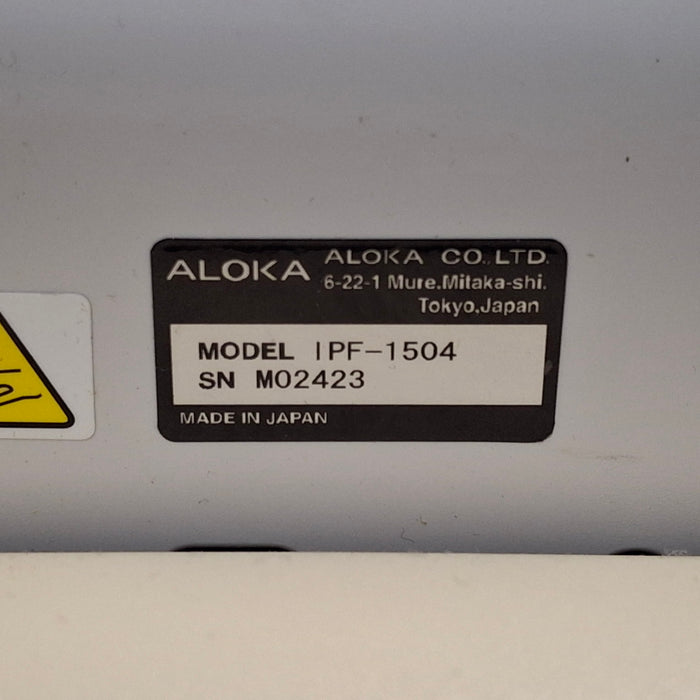 ALOKA
ALOKA CO.,LTD.
6-22-1 Mure.Mitaka-shi.
Tokyo,Japan
MODEL IPF-1504
SN M02423
MADE IN JAPAN